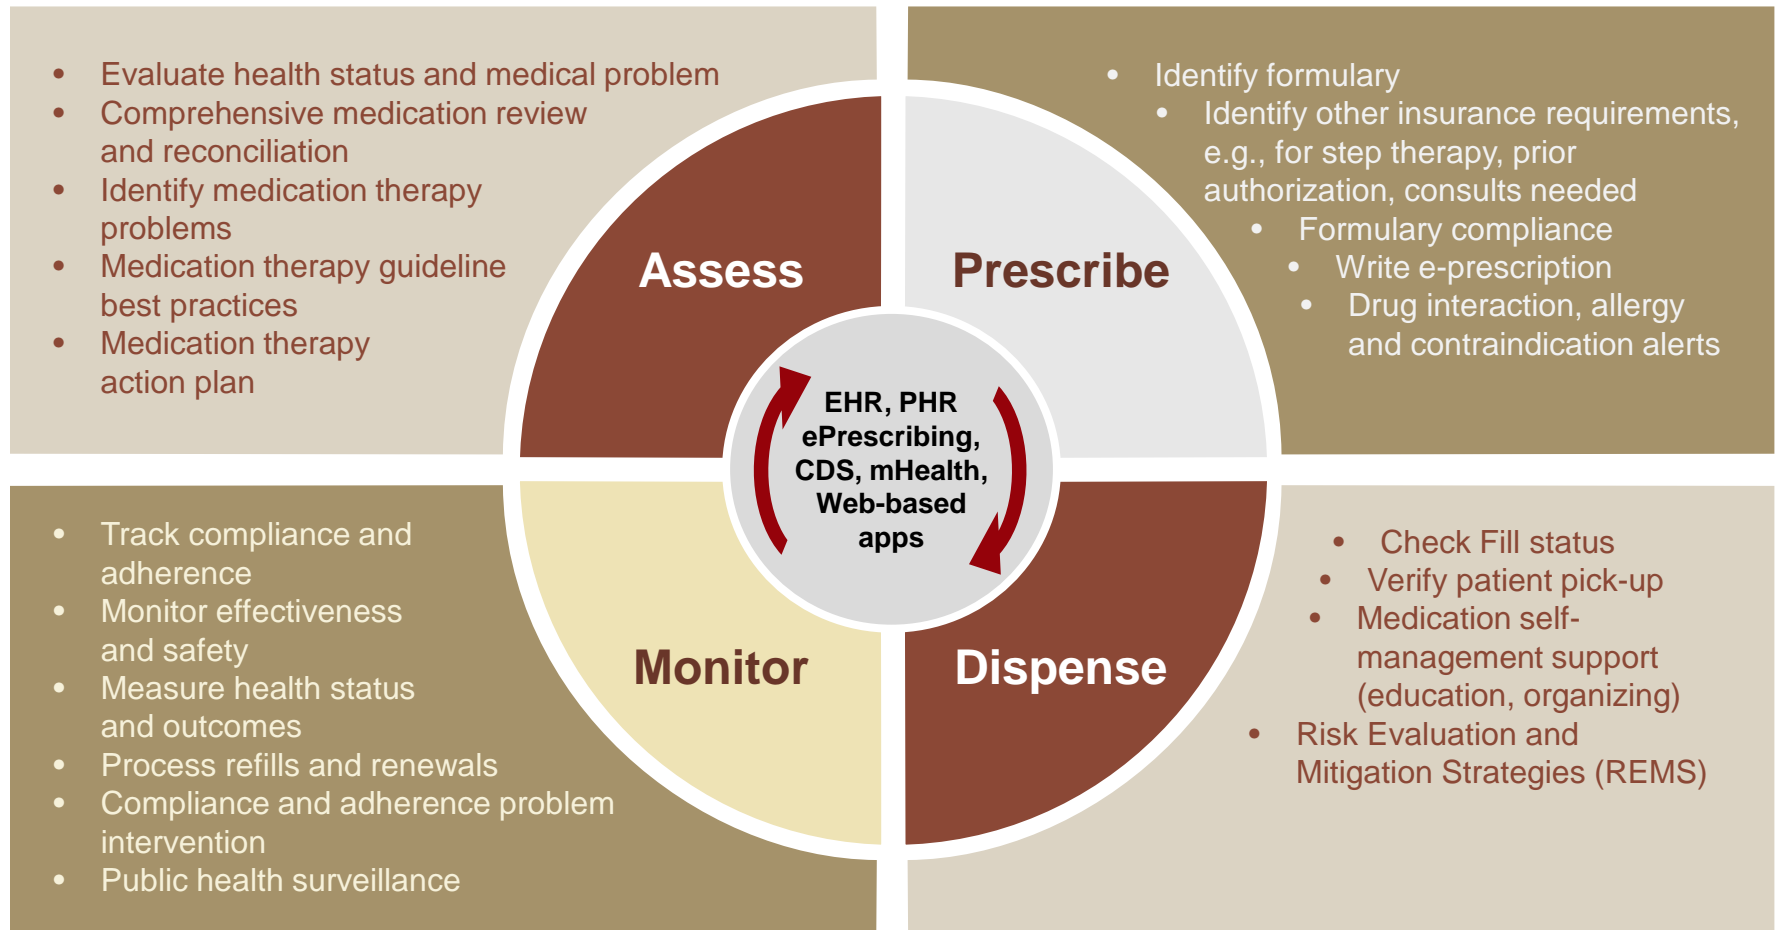 • Evaluate health status and medical problem
• Comprehensive medication review
and reconciliation
• Identify medication therapy
problems
• Medication therapy guideline
best practices
• Medication therapy
action plan
Assess
• Identify formulary
• Identify other insurance requirements,
e.g., for step therapy, prior
authorization, consults needed
• Formulary compliance
• Write e-prescription
• Drug interaction, allergy
and contraindication alerts
Prescribe
EHR, PHR
ePrescribing,
CDS, mHealth,
Web-based
apps
• Track compliance and
adherence
• Monitor effectiveness
and safety
• Measure health status
and outcomes
• Process refills and renewals
• Compliance and adherence problem
intervention
• Public health surveillance
Monitor
Dispense
• Check Fill status
• Verify patient pick-up
• Medication self-
management support
(education, organizing)
• Risk Evaluation and
Mitigation Strategies (REMS)